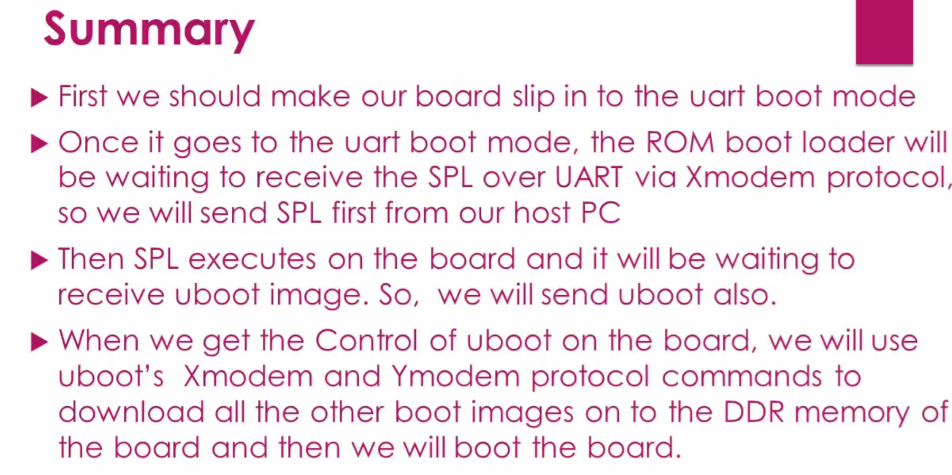 Summary
First we should make our board slip in to the uart boot mode
Once it goes to the uart boot mode, the ROM boot loader will
be waiting to receive the SPL over UART via Xmodem protocol,
so we will send SPL first from our host PC
Then SPL executes on the board and it will be waiting to
receive uboot image. So, we will send uboot also.
When we get the Control of uboot on the board, we will use
uboot’s Xmodem and Ymodem protocol commands to
download all the other boot images on to the DDR memory of
the board and then we will boot the board.